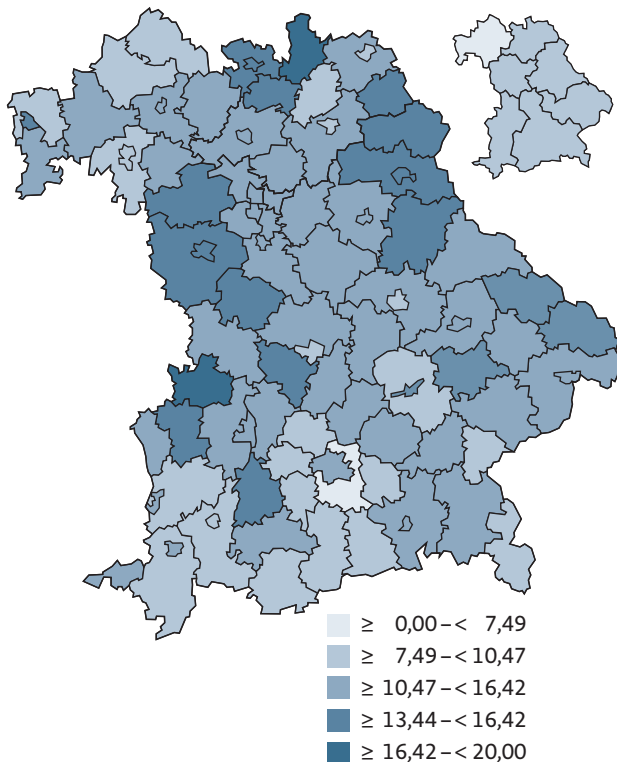 ≥ 0,00 – < 7,49
≥ 7,49 – < 10,47
≥ 10,47 – < 16,42
≥ 13,44 – < 16,42
≥ 16,42 – < 20,00